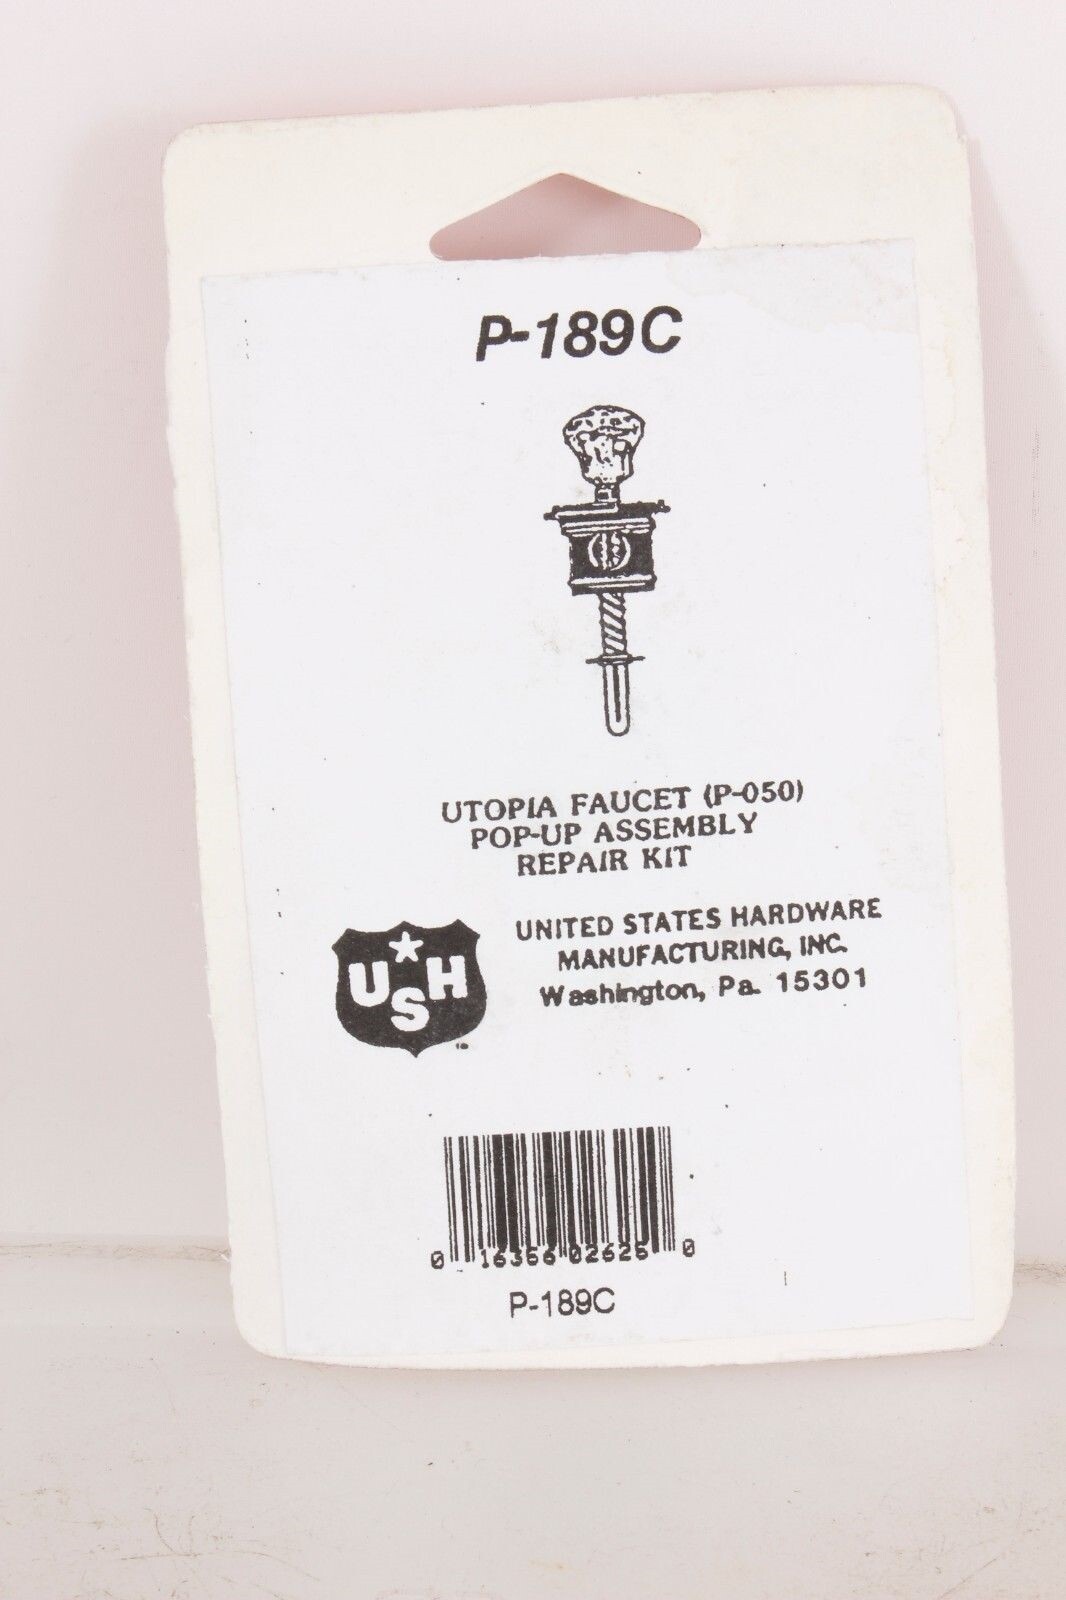 P-189C
UTOPIA FAUCET (P-050)
POP-UP ASSEMBLY
REPAIR KIT
UNITED STATES HARDWARE
MANUFACTURING, INC.
Washington, Pa. 15301
USH
0 16366 02626 0
P-189C